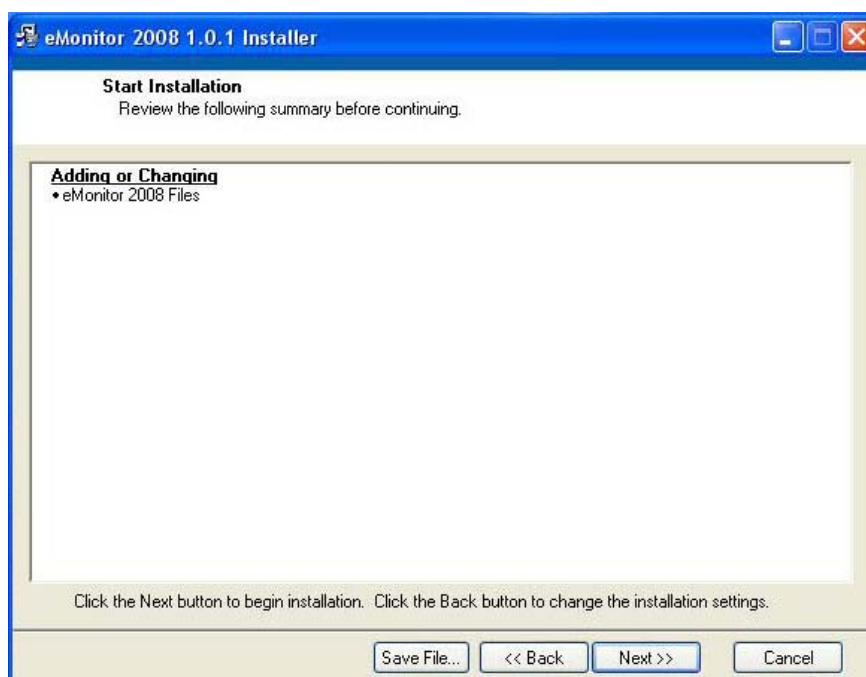 eMonitor 2008 1.0.1 Installer
Start Installation
Review the following summary before continuing.
Adding or Changing
• eMonitor 2008 Files
Click the Next button to begin installation.  Click the Back button to change the installation settings.
Save File... << Back Next >> Cancel